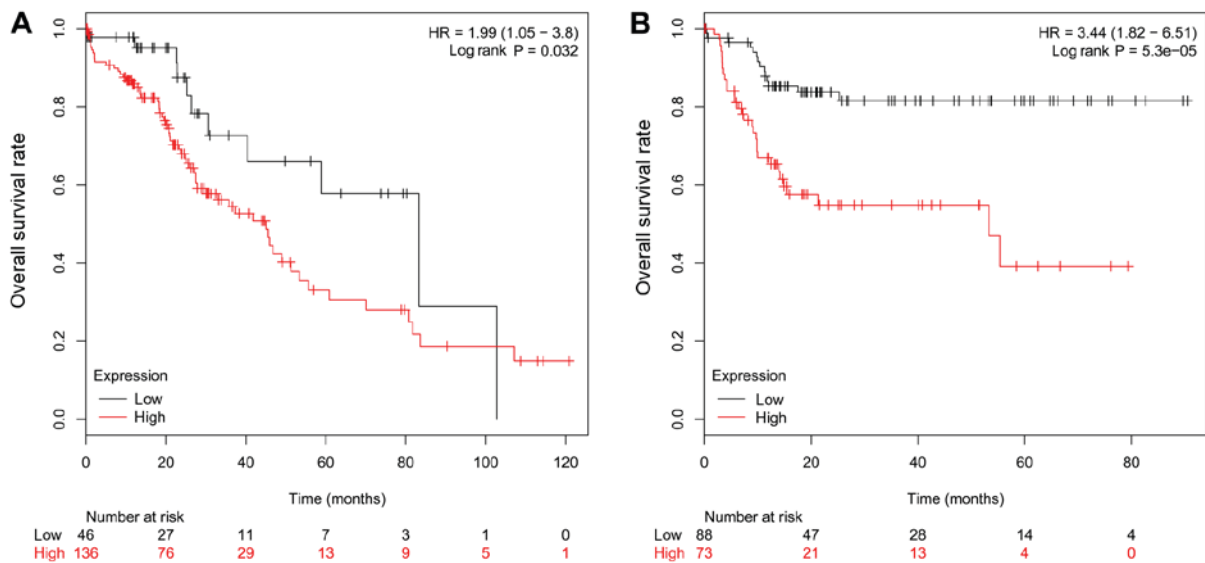 A
HR = 1.99 (1.05 − 3.8)
Log rank P = 0.032
1.0
0.8
0.6
0.4
0.2
0.0
Overall survival rate
Expression
Low
High
0 20 40 60 80 100 120
Time (months)
Number at risk
Low 46 27 11 7 3 1 0
High 136 76 29 13 9 5 1
B
HR = 3.44 (1.82 − 6.51)
Log rank P = 5.3e−05
1.0
0.8
0.6
0.4
0.2
0.0
Overall survival rate
Expression
Low
High
0 20 40 60 80
Time (months)
Number at risk
Low 88 47 28 14 4
High 73 21 13 4 0